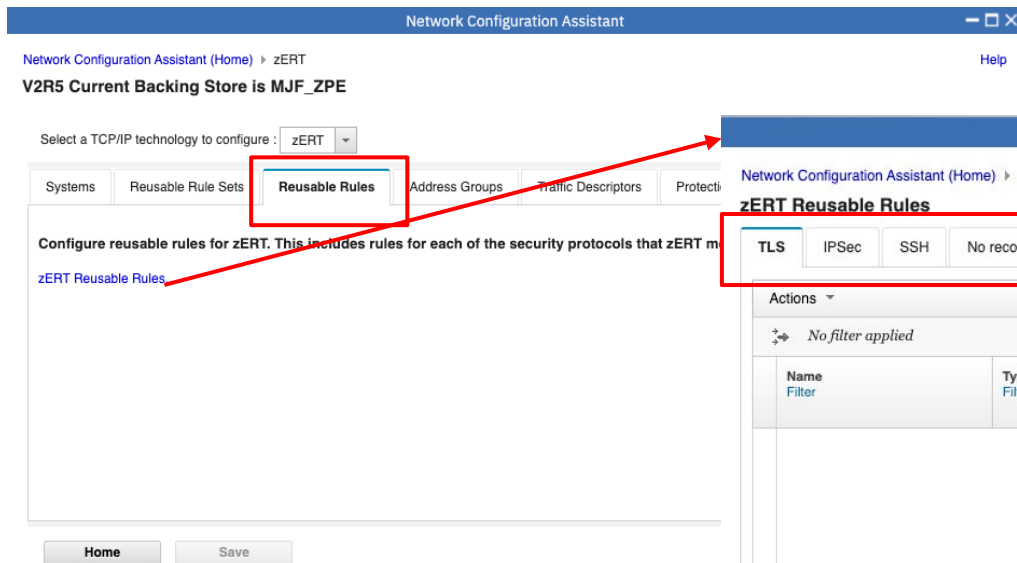 Network Configuration Assistant
Network Configuration Assistant (Home) zERT
Help
V2R5 Current Backing Store is MJF_ZPE
Select a TCP/IP technology to configure : zERT
Systems
Reusable Rule Sets
Reusable Rules
Address Groups
Traffic Descriptors
Protecti
Configure reusable rules for zERT. This includes rules for each of the security protocols that zERT m
zERT Reusable Rules
Home
Save
Network Configuration Assistant (Home)
zERT Reusable Rules
TLS
IPSec
SSH
No reco
Actions
No filter applied
Name
Filter
Ty
Fil